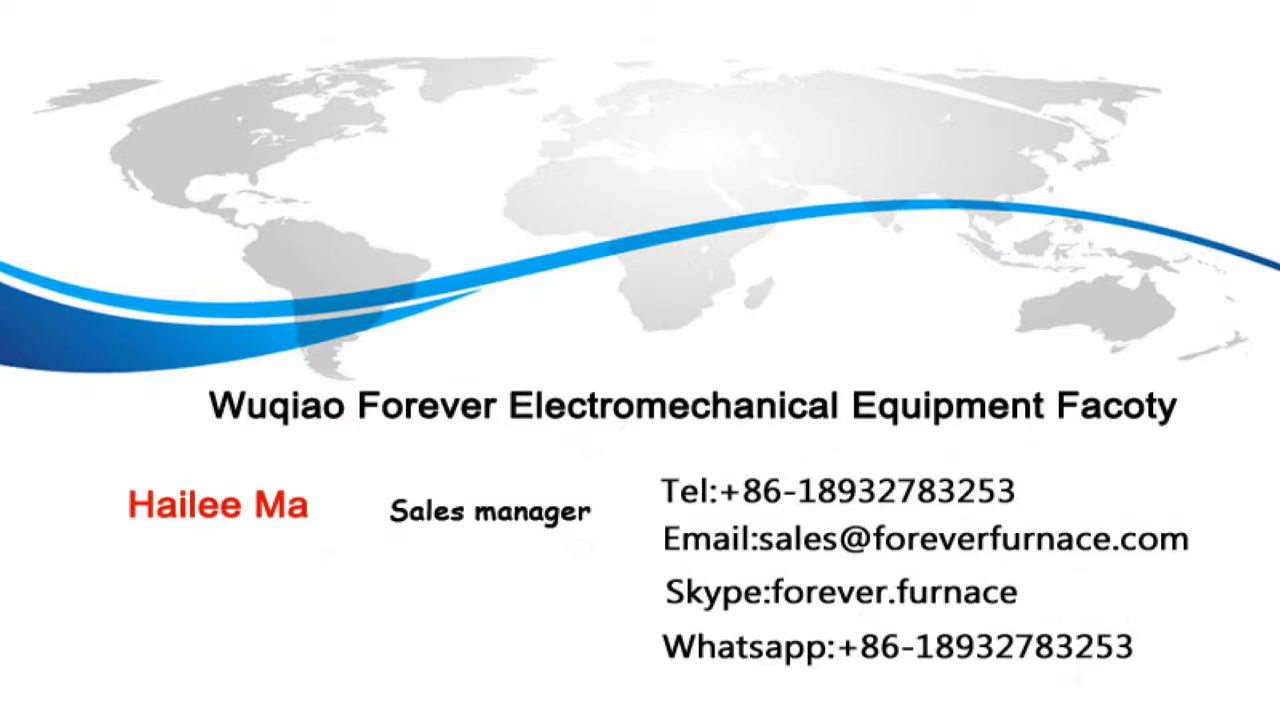 Wuqiao Forever Electromechanical Equipment Facoty
Hailee Ma
Sales manager
Tel:+86-18932783253
Email:sales@foreverfurnace.com
Skype:forever.furnace
Whatsapp:+86-18932783253